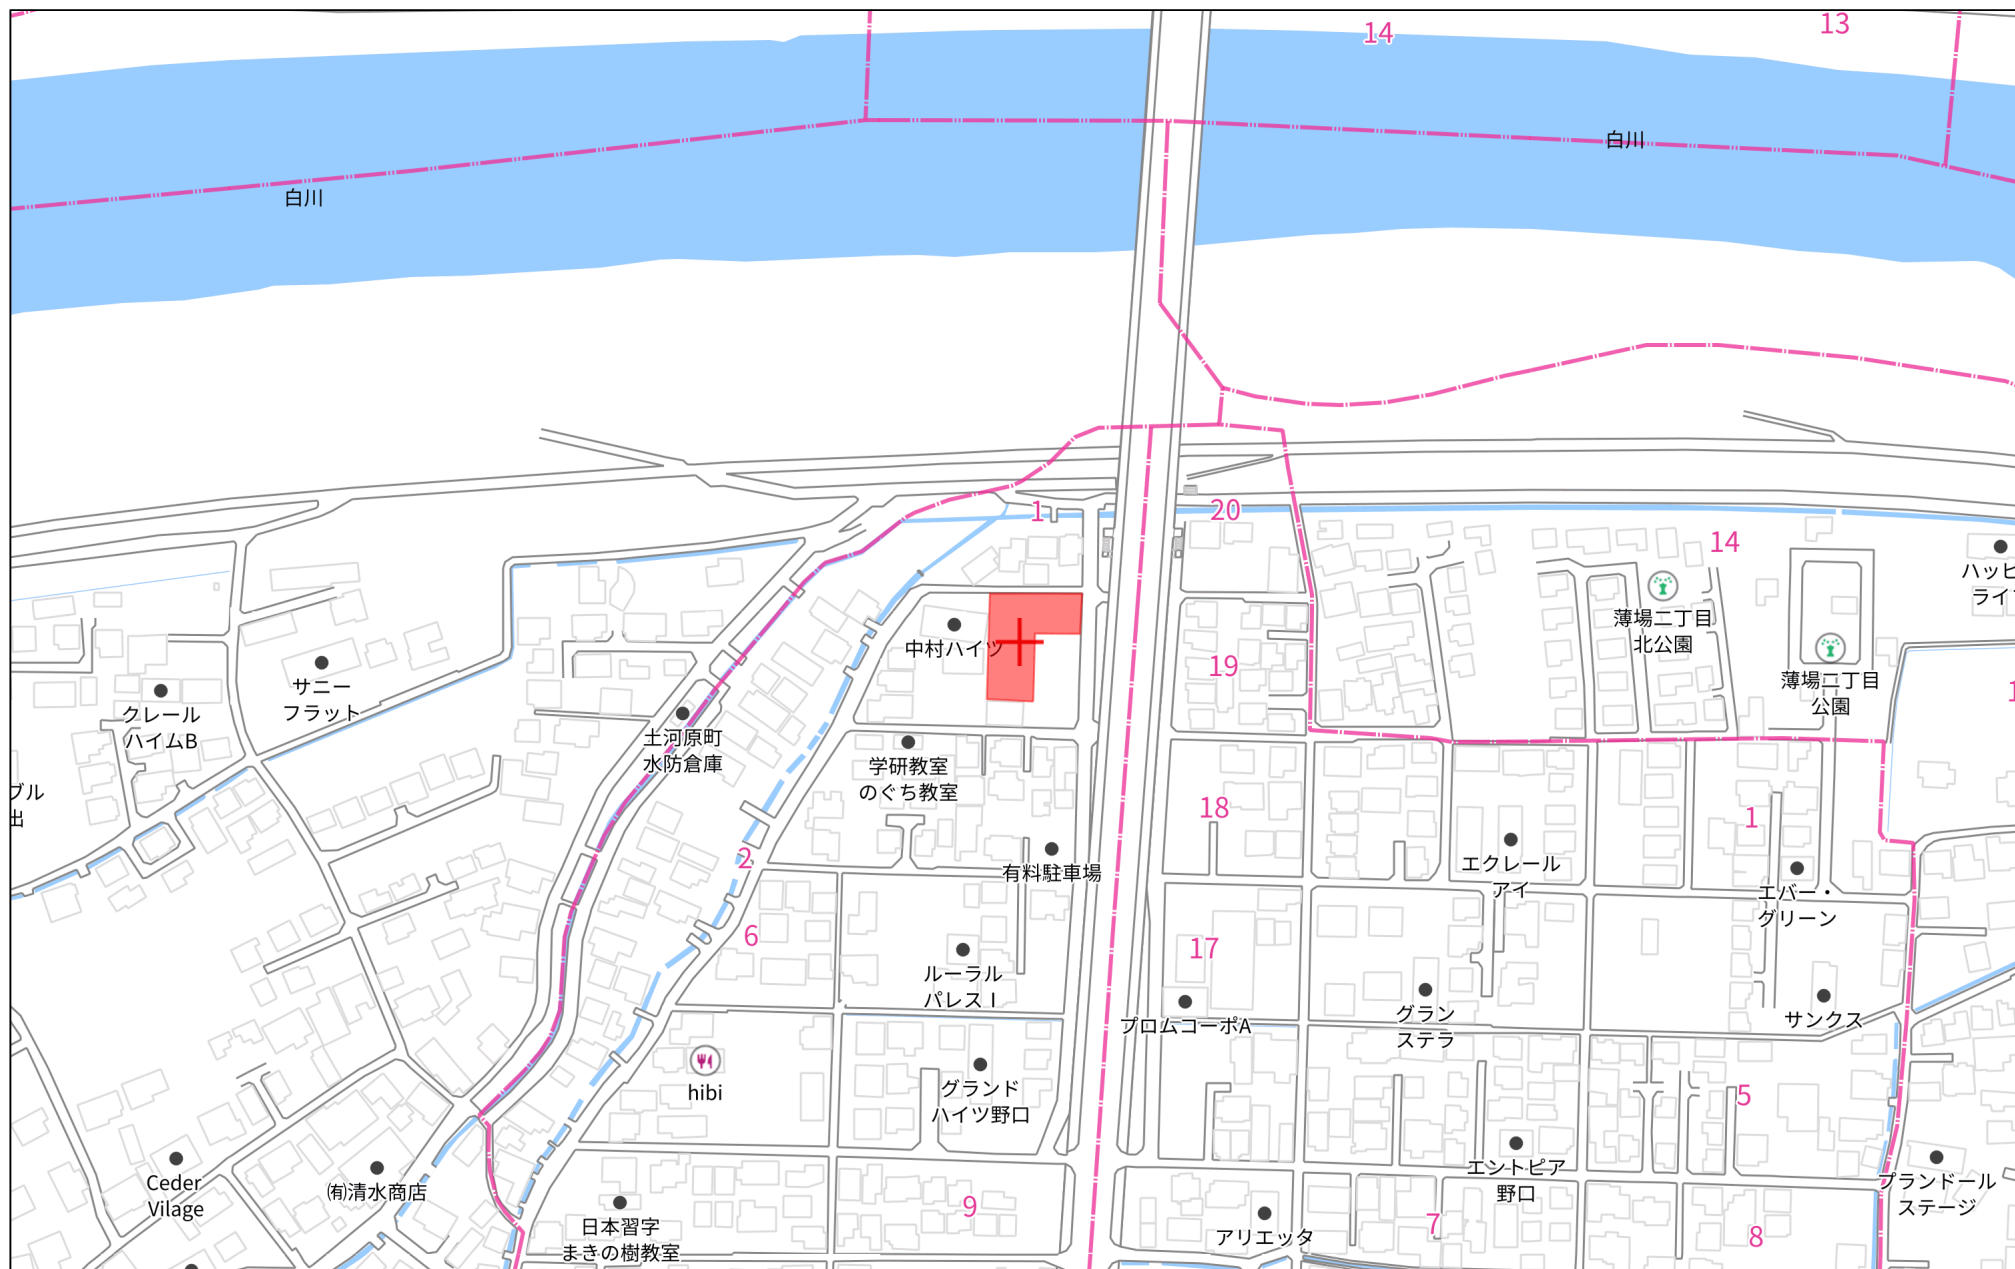 14
13
白川
白川
1
20
14
ハッピ
ライ
薄場二丁目
北公園
中村ハイツ
19
薄場二丁目
公園
サニー
フラット
クレール
ハイムB
土河原町
水防倉庫
学研教室
のぐち教室
ブル
出
18
1
2
有料駐車場
エクレール
アイ
エバー・
グリーン
6
17
ルーラル
パレスⅠ
プロムコーポA
グラン
ステラ
サンクス
hibi
グランド
ハイツ野口
5
Ceder
Vilage
㈲清水商店
エントピア
野口
プランドール
ステージ
日本習字
まきの樹教室
9
アリエッタ
7
8